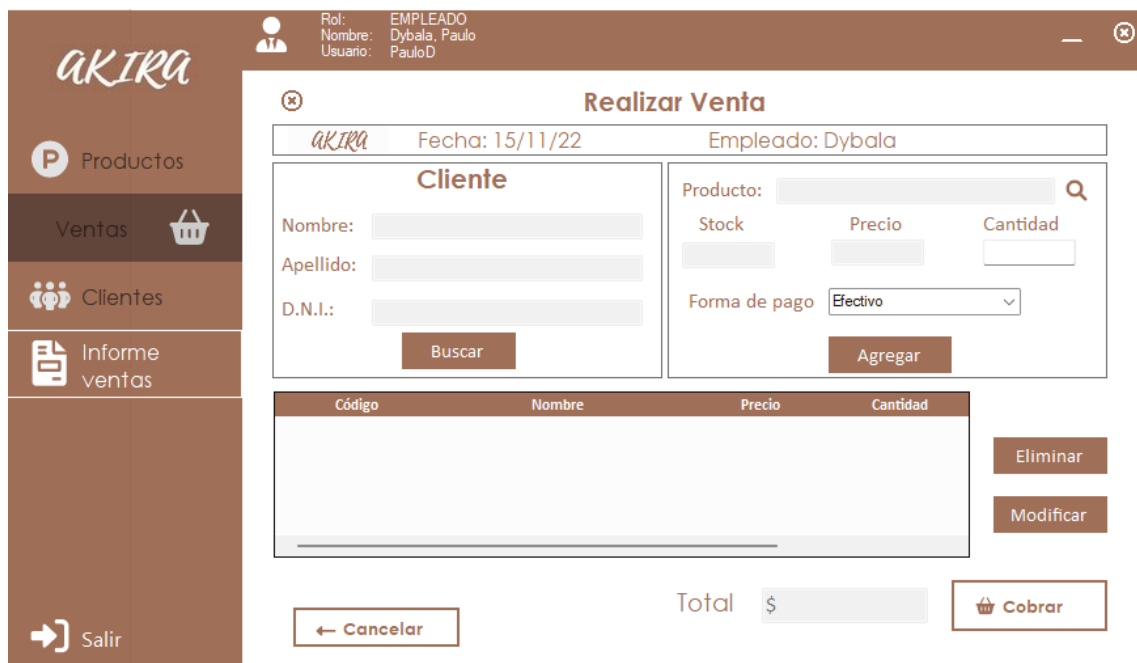 AKIRA
Rol: EMPLEADO
Nombre: Dybala, Paulo
Usuario: PauloD
Productos
Ventas
Clientes
Informe
ventas
Salir
Realizar Venta
AKIRA Fecha: 15/11/22 Empleado: Dybala
Cliente
Nombre:
Apellido:
D.N.I.:
Buscar
Producto:
Stock Precio Cantidad
Forma de pago Efectivo
Agregar
Código Nombre Precio Cantidad
Eliminar
Modificar
Total $
Cancelar
Cobrar